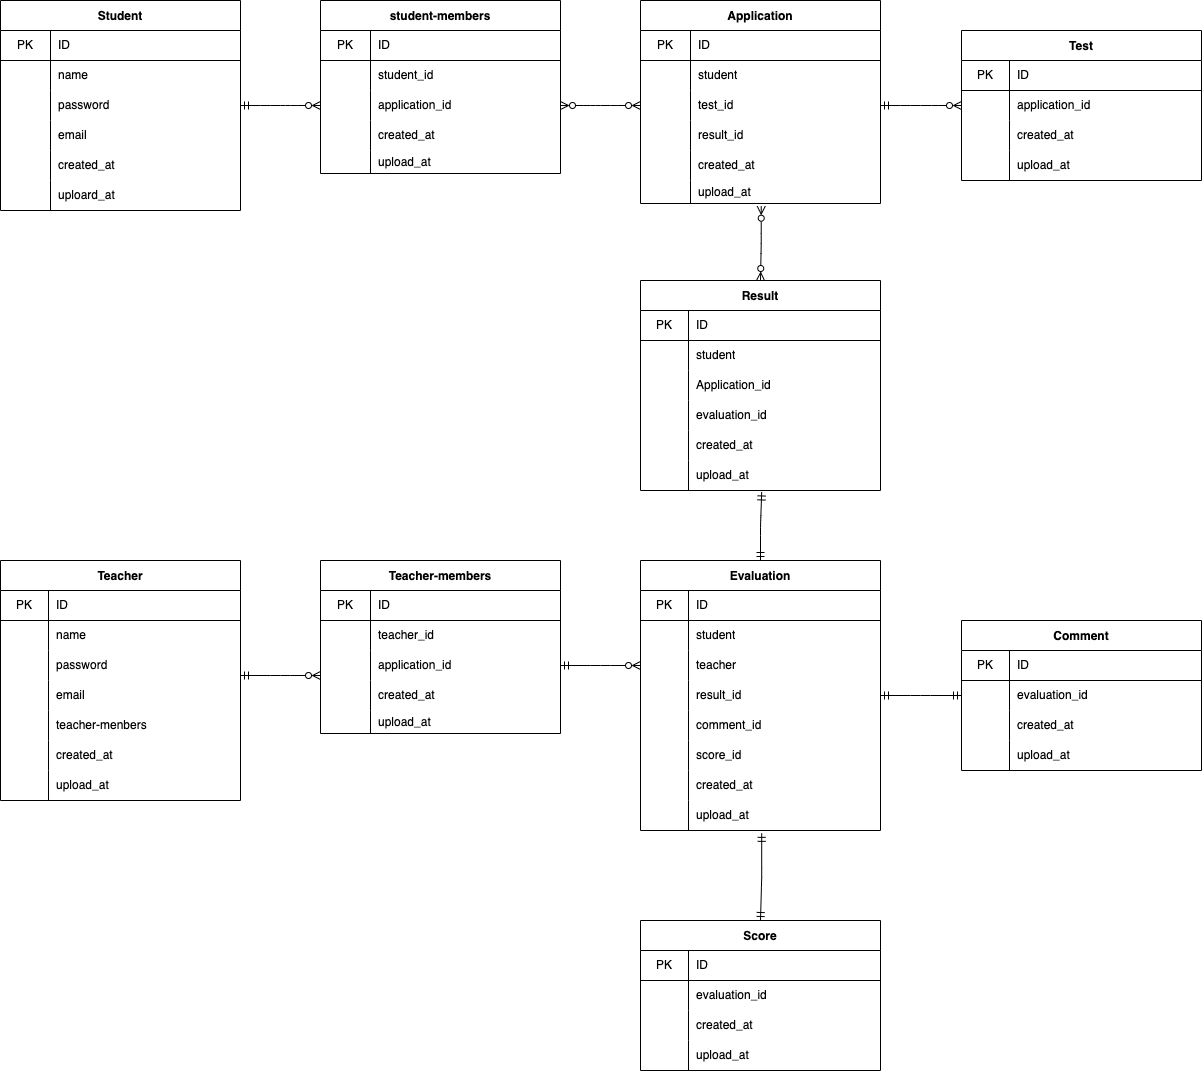 Student
PK ID
name
password
email
created_at
uploard_at
student-members
PK ID
student_id
application_id
created_at
upload_at
Application
PK ID
student
test_id
result_id
created_at
upload_at
Test
PK ID
application_id
created_at
upload_at
Result
PK ID
student
Application_id
evaluation_id
created_at
upload_at
Teacher
PK ID
name
password
email
teacher-menbers
created_at
upload_at
Teacher-members
PK ID
teacher_id
application_id
created_at
upload_at
Evaluation
PK ID
student
teacher
result_id
comment_id
score_id
created_at
upload_at
Comment
PK ID
evaluation_id
created_at
upload_at
Score
PK ID
evaluation_id
created_at
upload_at